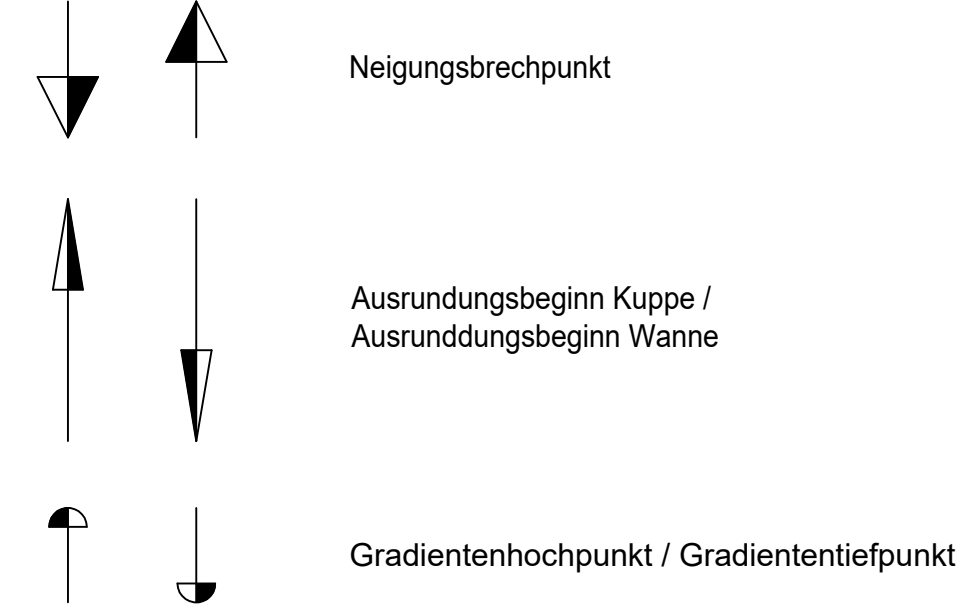 Neigungsbrechpunkt
Ausrundungsbeginn Kuppe /
Ausrunddungsbeginn Wanne
Gradientenhochpunkt / Gradiententiefpunkt